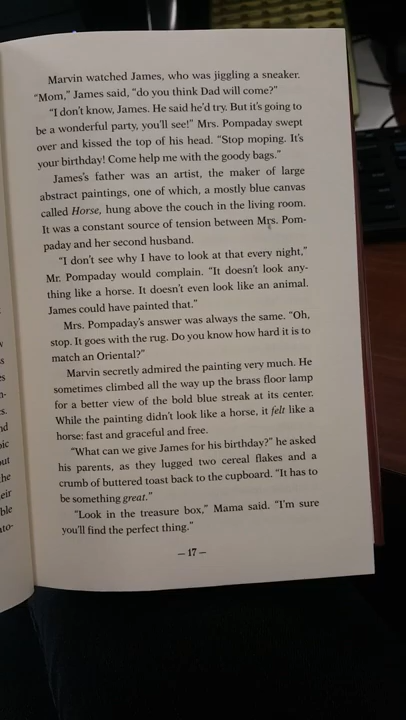 Marvin watched James, who was jiggling a sneaker.
"Mom," James said, "do you think Dad will come?"
"I don't know, James. He said he'd try. But it's going to
be a wonderful party, you'll see!" Mrs. Pompaday swept
over and kissed the top of his head. "Stop moping. It's
your birthday! Come help me with the goody bags."
James's father was an artist, the maker of large
abstract paintings, one of which, a mostly blue canvas
called Horse, hung above the couch in the living room.
It was a constant source of tension between Mrs. Pom-
paday and her second husband.
"I don't see why I have to look at that every night,"
Mr. Pompaday would complain. "It doesn't look any-
thing like a horse. It doesn't even look like an animal.
James could have painted that."
Mrs. Pompaday's answer was always the same. "Oh,
stop. It goes with the rug. Do you know how hard it is to
match an Oriental?"
Marvin secretly admired the painting very much. He
sometimes climbed all the way up the brass floor lamp
for a better view of the bold blue streak at its center.
While the painting didn't look like a horse, it felt like a
horse: fast and graceful and free.
"What can we give James for his birthday?" he asked
his parents, as they lugged two cereal flakes and a
crumb of buttered toast back to the cupboard. "It has to
be something great."
"Look in the treasure box," Mama said. "I'm sure
you'll find the perfect thing."
— 17 —